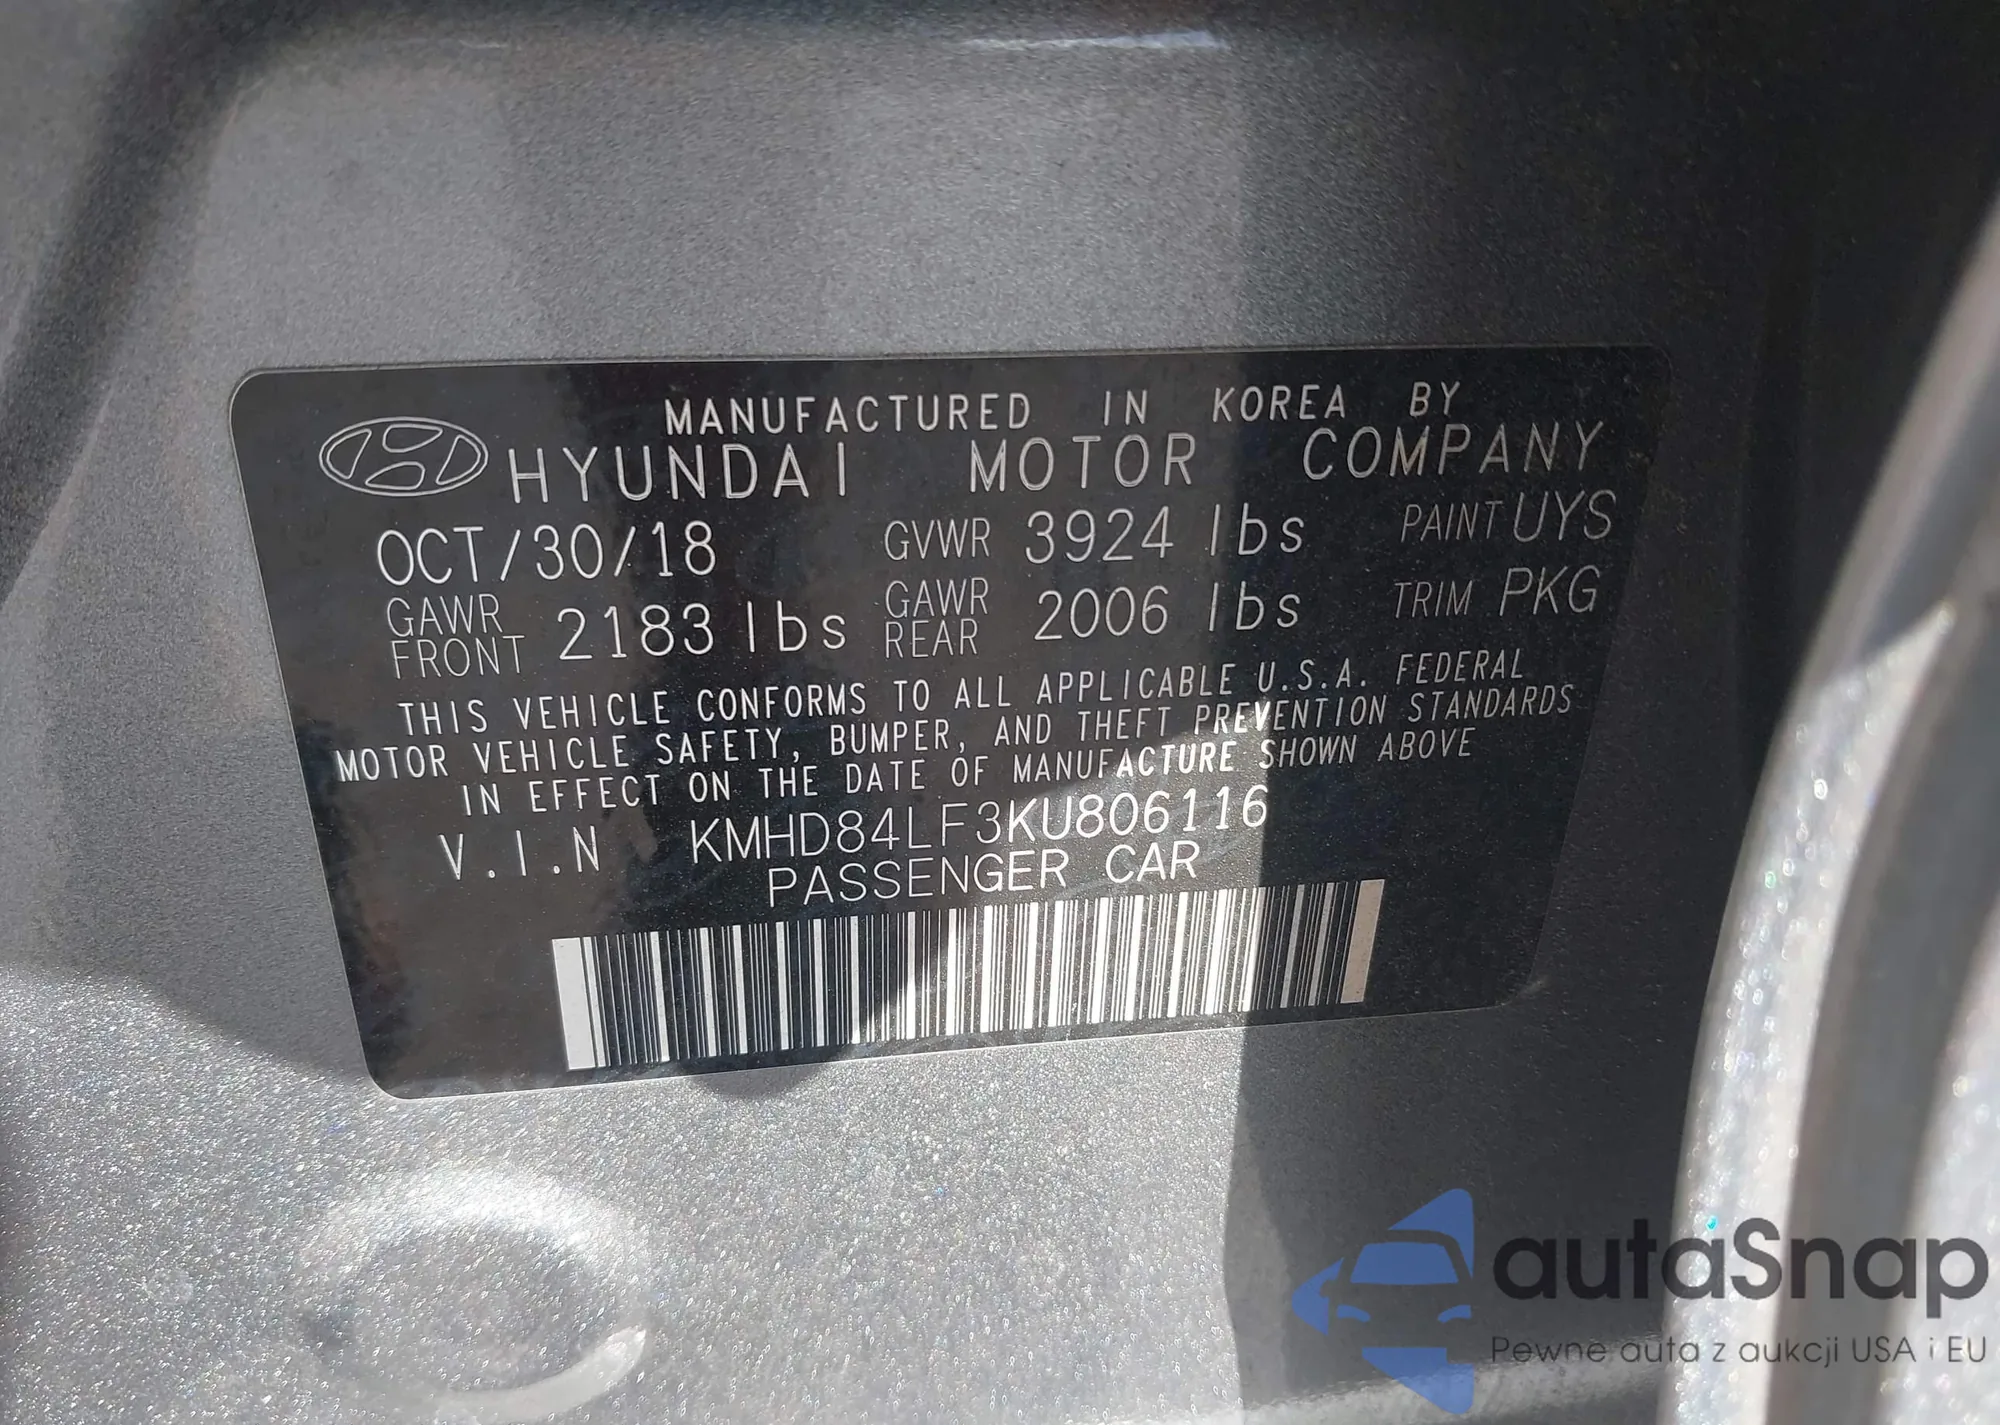 MANUFACTURED IN KOREA BY
HYUNDAI MOTOR COMPANY
OCT/30/18 GVWR 3924 lbs PAINT UYS
GAWR FRONT 2183 lbs GAWR REAR 2006 lbs TRIM PKG
THIS VEHICLE CONFORMS TO ALL APPLICABLE U.S.A. FEDERAL
MOTOR VEHICLE SAFETY, BUMPER, AND THEFT PREVENTION STANDARDS
IN EFFECT ON THE DATE OF MANUFACTURE SHOWN ABOVE
V.I.N KMHD84LF3KU806116
PASSENGER CAR
autaSnap
Pewne auta z aukcji USA i EU